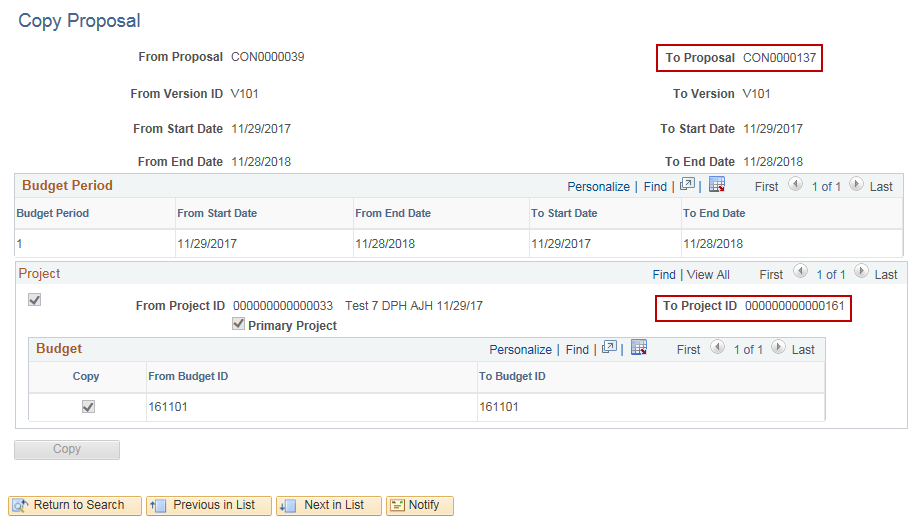 Copy Proposal
From Proposal CON0000039 To Proposal CON0000137
From Version ID V101 To Version V101
From Start Date 11/29/2017 To Start Date 11/29/2017
From End Date 11/28/2018 To End Date 11/28/2018
Budget Period Personalize | Find | | First 1 of 1 Last
Budget Period From Start Date From End Date To Start Date To End Date
1 11/29/2017 11/28/2018 11/29/2017 11/28/2018
Project Find | View All First 1 of 1 Last
From Project ID 000000000000033 Test 7 DPH AJH 11/29/17 To Project ID 000000000000161
Primary Project
Budget Personalize | Find | | First 1 of 1 Last
Copy From Budget ID To Budget ID
161101 161101
Copy
Return to Search Previous in List Next in List Notify